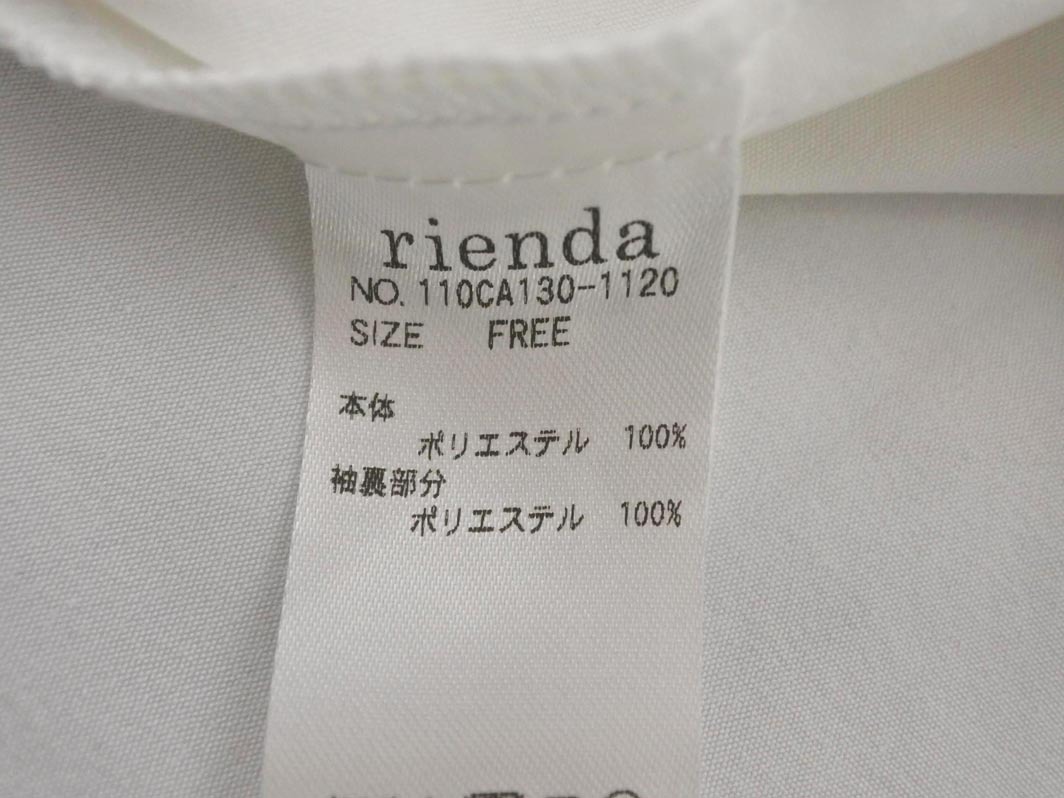 rienda
NO. 110CA130-1120
SIZE FREE
本体
ポリエステル 100%
袖裏部分
ポリエステル 100%